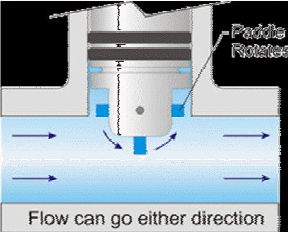 Paddle
Rotates
Flow can go either direction